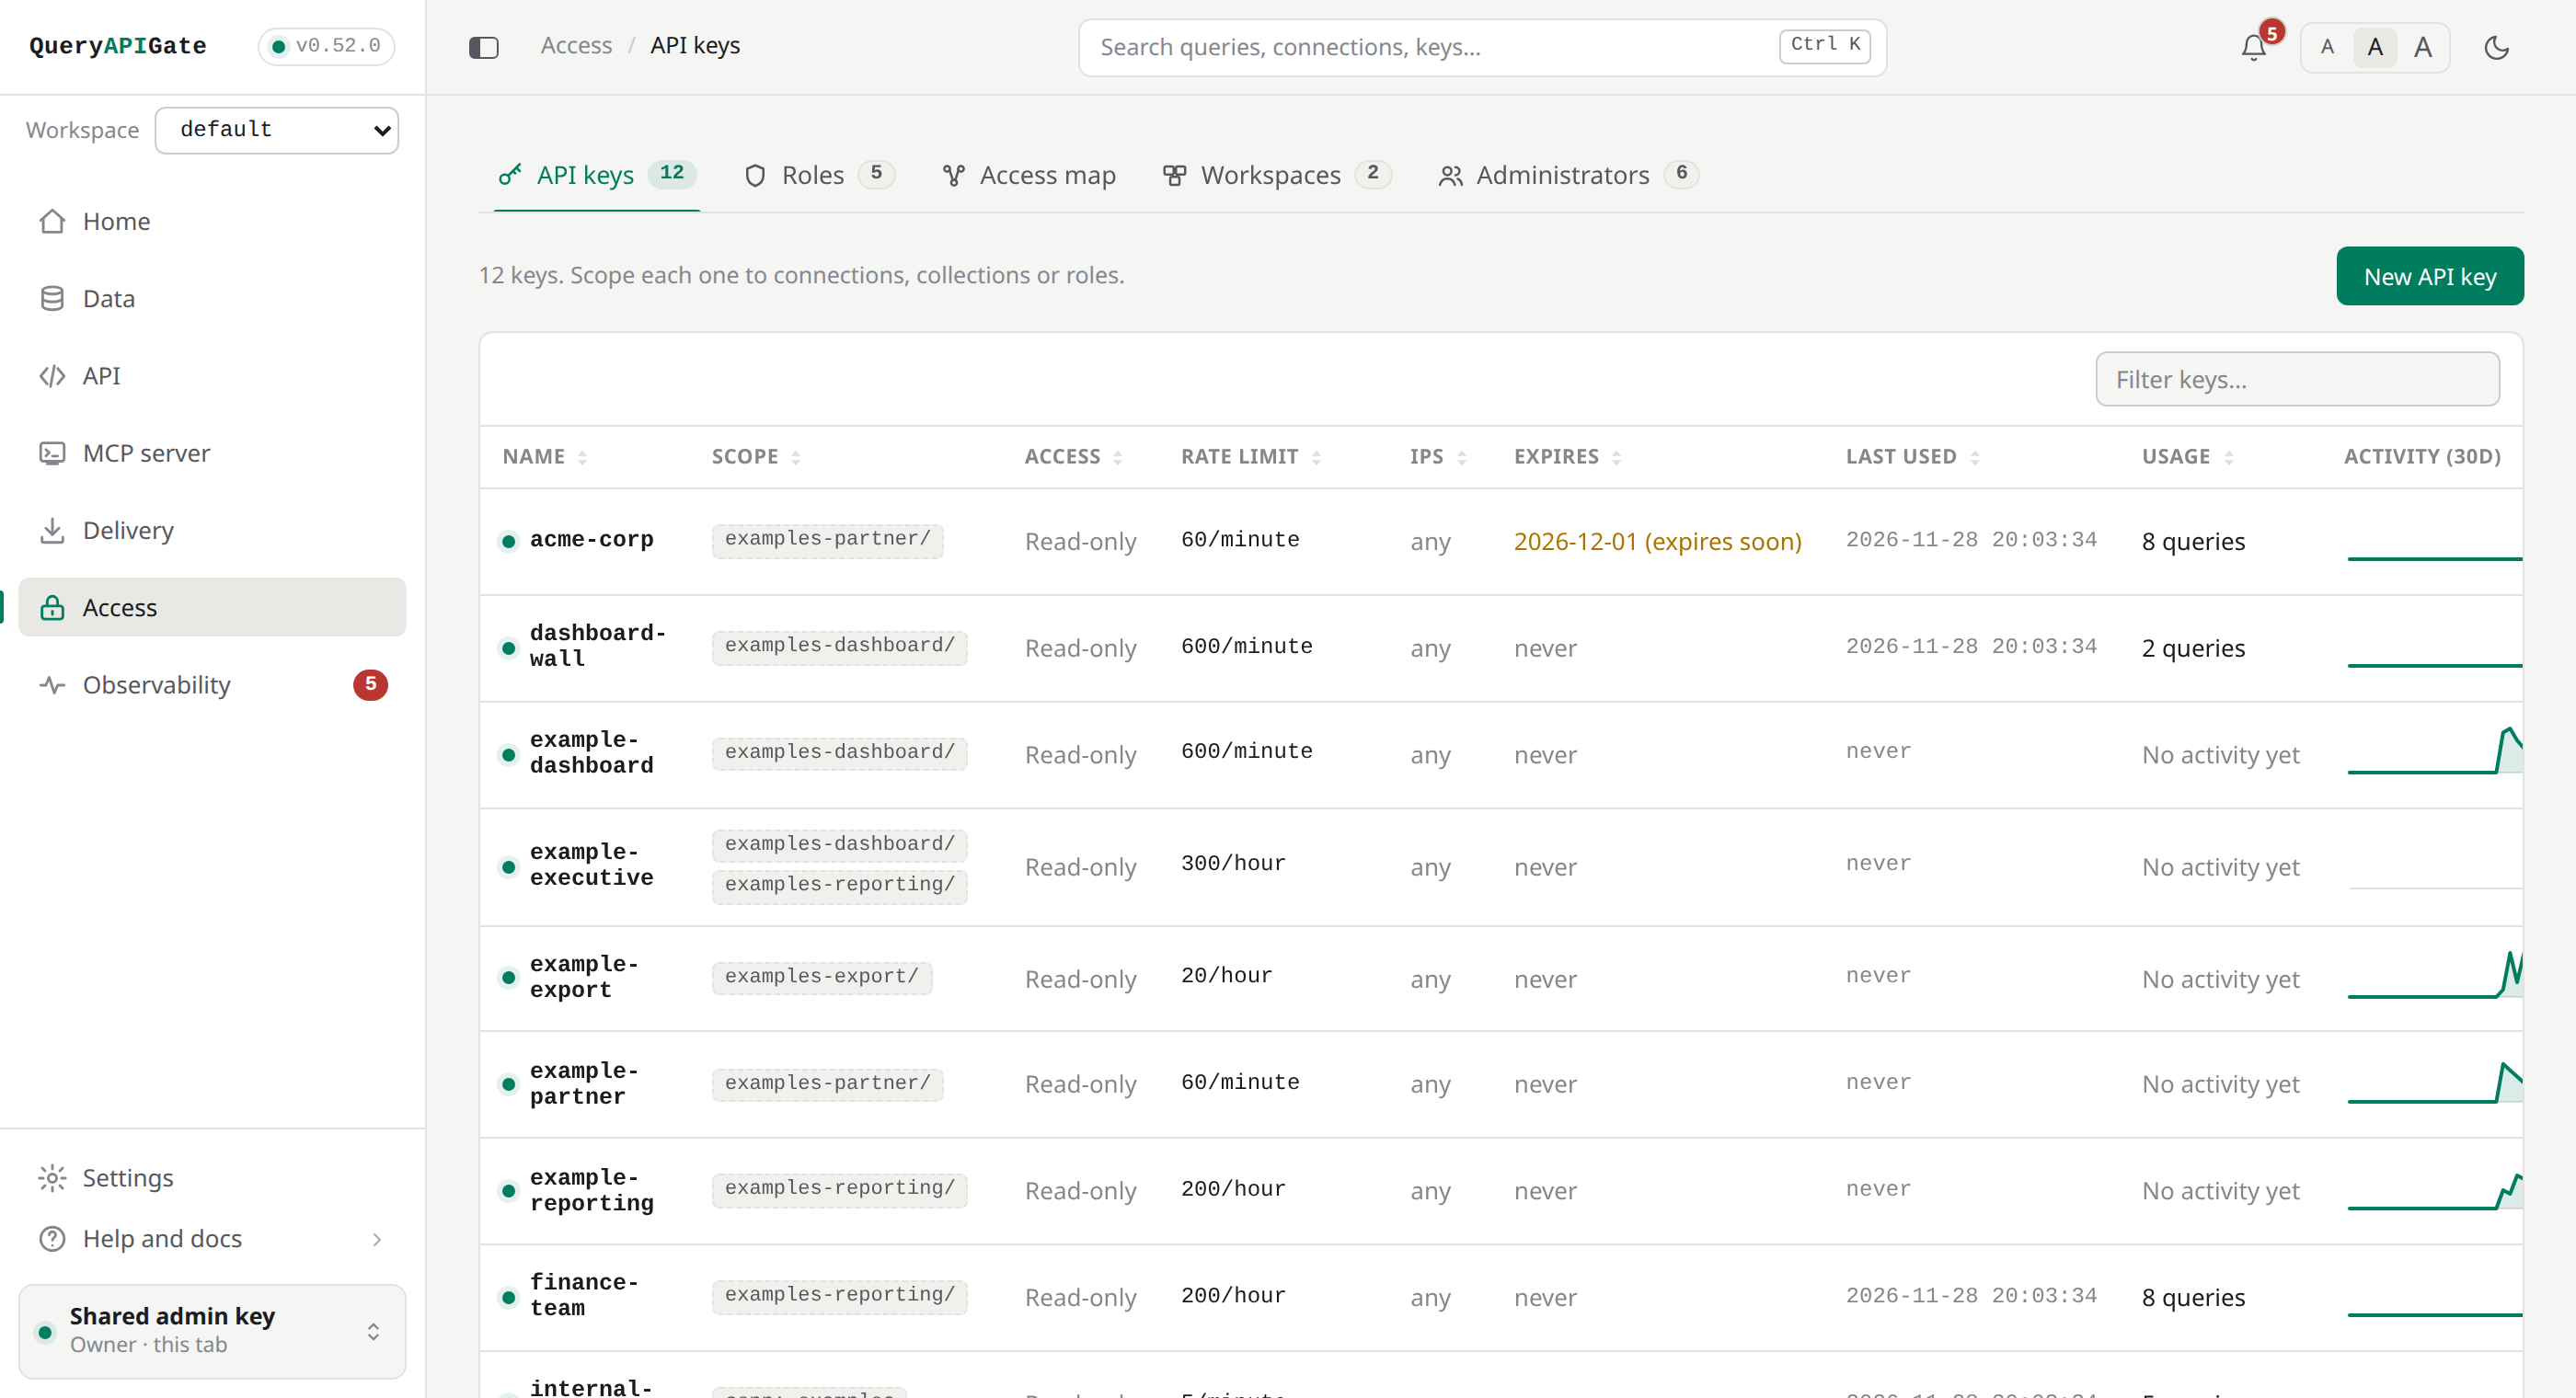 QueryAPIGate
v0.52.0
Access / API keys
Search queries, connections, keys...
Ctrl K
5
A A A
Workspace
default
Home
Data
API
MCP server
Delivery
Access
Observability
5
Settings
Help and docs
Shared admin key
Owner · this tab
API keys 12
Roles 5
Access map
Workspaces 2
Administrators 6
12 keys. Scope each one to connections, collections or roles.
New API key
Filter keys...
NAME SCOPE ACCESS RATE LIMIT IPS EXPIRES LAST USED USAGE ACTIVITY (30D)
acme-corp examples-partner/ Read-only 60/minute any 2026-12-01 (expires soon) 2026-11-28 20:03:34 8 queries
dashboard-
wall examples-dashboard/ Read-only 600/minute any never 2026-11-28 20:03:34 2 queries
example-
dashboard examples-dashboard/ Read-only 600/minute any never never No activity yet
example-
executive examples-dashboard/
examples-reporting/ Read-only 300/hour any never never No activity yet
example-
export examples-export/ Read-only 20/hour any never never No activity yet
example-
partner examples-partner/ Read-only 60/minute any never never No activity yet
example-
reporting examples-reporting/ Read-only 200/hour any never never No activity yet
finance-
team examples-reporting/ Read-only 200/hour any never 2026-11-28 20:03:34 8 queries
internal-